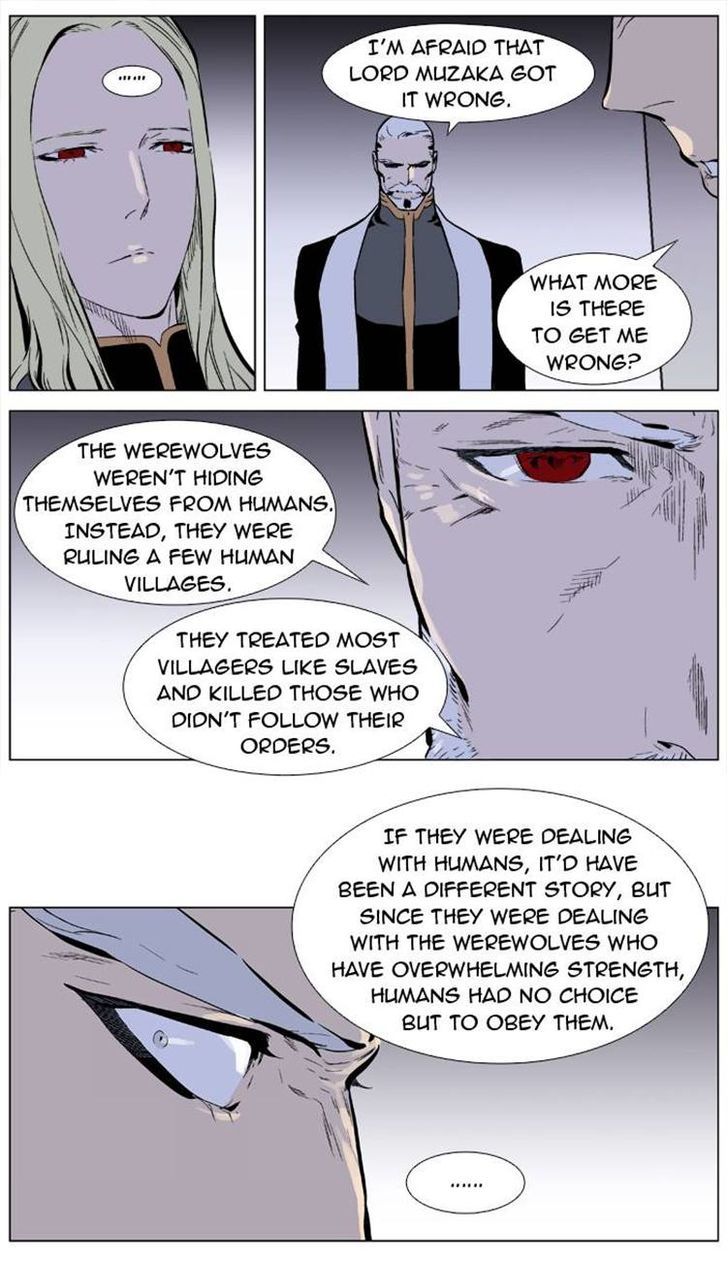 ......
I'M AFRAID THAT
LORD MUZAKA GOT
IT WRONG.
WHAT MORE
IS THERE
TO GET ME
WRONG?
THE WEREWOLVES
WEREN'T HIDING
THEMSELVES FROM HUMANS.
INSTEAD, THEY WERE
RULING A FEW HUMAN
VILLAGES.
THEY TREATED MOST
VILLAGERS LIKE SLAVES
AND KILLED THOSE WHO
DIDN'T FOLLOW THEIR
ORDERS.
IF THEY WERE DEALING
WITH HUMANS, IT'D HAVE
BEEN A DIFFERENT STORY, BUT
SINCE THEY WERE DEALING
WITH THE WEREWOLVES WHO
HAVE OVERWHELMING STRENGTH,
HUMANS HAD NO CHOICE
BUT TO OBEY THEM.
......